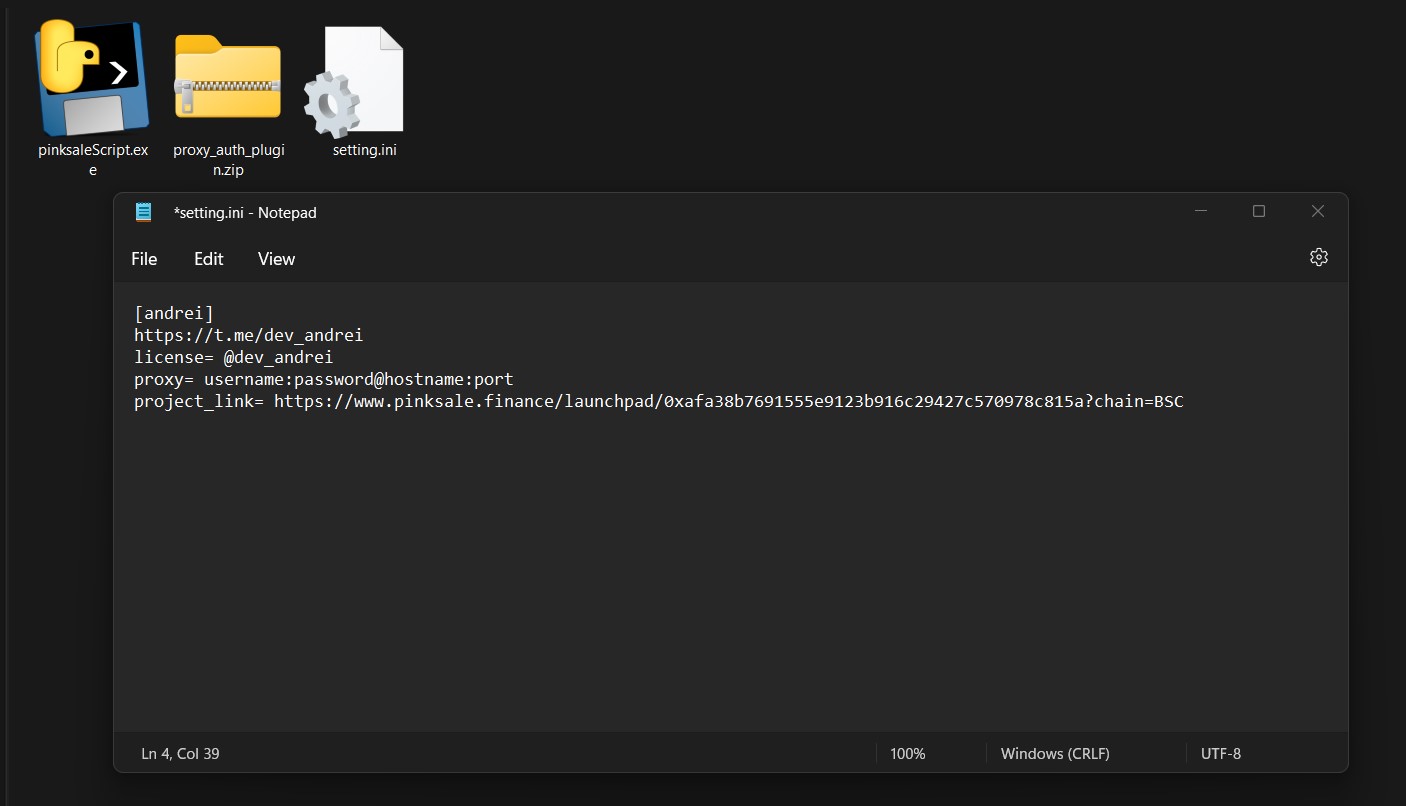 pinksaleScript.ex
e
proxy_auth_plugi
n.zip
setting.ini
*setting.ini - Notepad
File Edit View
[andrei]
https://t.me/dev_andrei
license= @dev_andrei
proxy= username:password@hostname:port
project_link= https://www.pinksale.finance/launchpad/0xafa38b7691555e9123b916c29427c570978c815a?chain=BSC
Ln 4, Col 39 100% Windows (CRLF) UTF-8